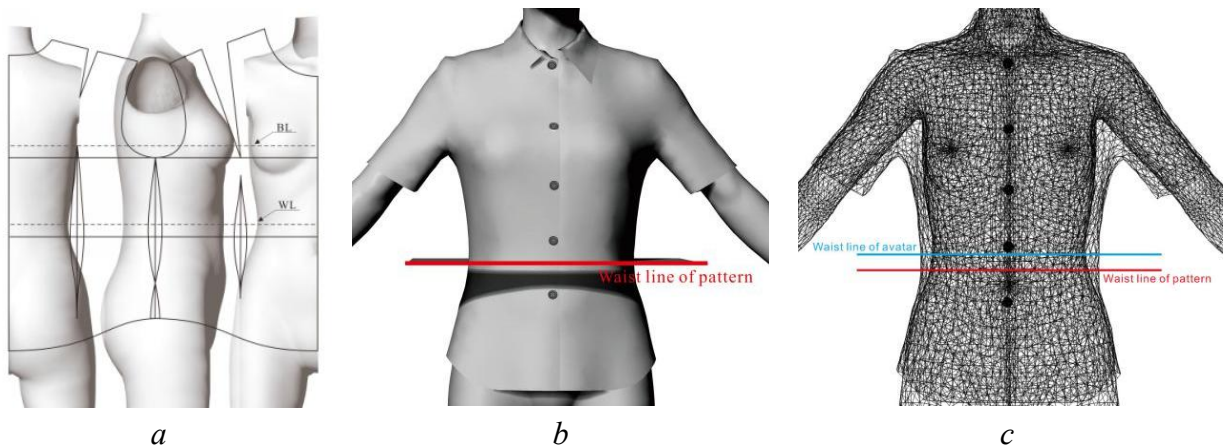 BL
WL
Waist line of pattern
Waist line of avatar
Waist line of pattern
a b c